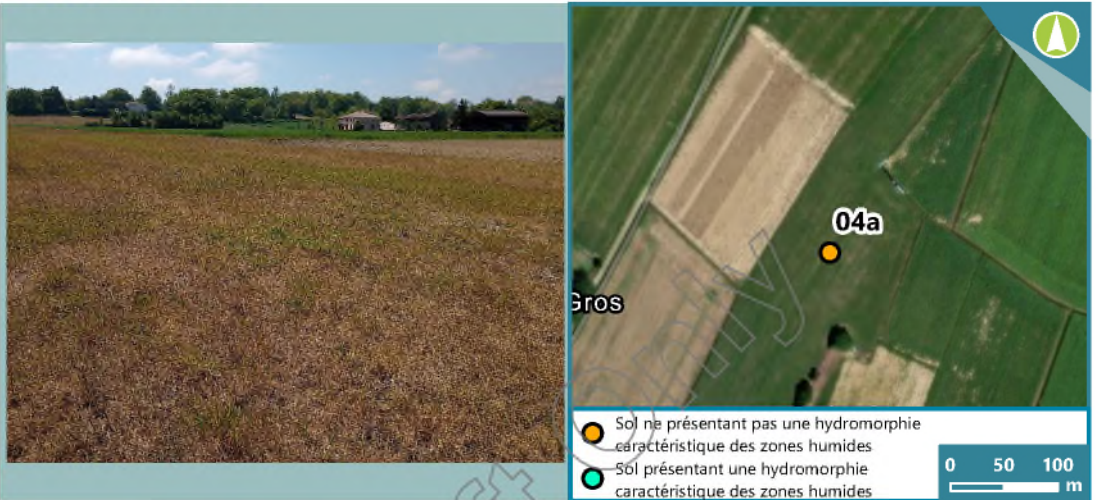 04a
Gros
Sol ne présentant pas une hydromorphie
caractéristique des zones humides
Sol présentant une hydromorphie
caractéristique des zones humides
0 50 100
m